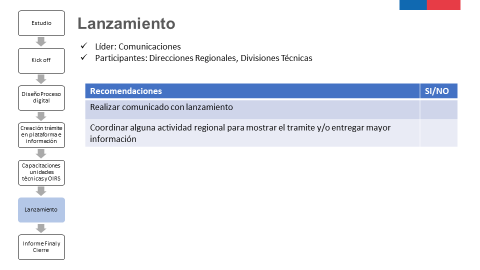 Estudio
Kick off
Diseño Proceso
digital
Creación trámite
en plataforma e
Información
Capacitaciones
unidades
técnicas y OIRS
Lanzamiento
Informe Final y
Cierre
Lanzamiento
✓ Líder: Comunicaciones
✓ Participantes: Direcciones Regionales, Divisiones Técnicas
Recomendaciones SI/NO
Realizar comunicado con lanzamiento
Coordinar alguna actividad regional para mostrar el tramite y/o entregar mayor
información